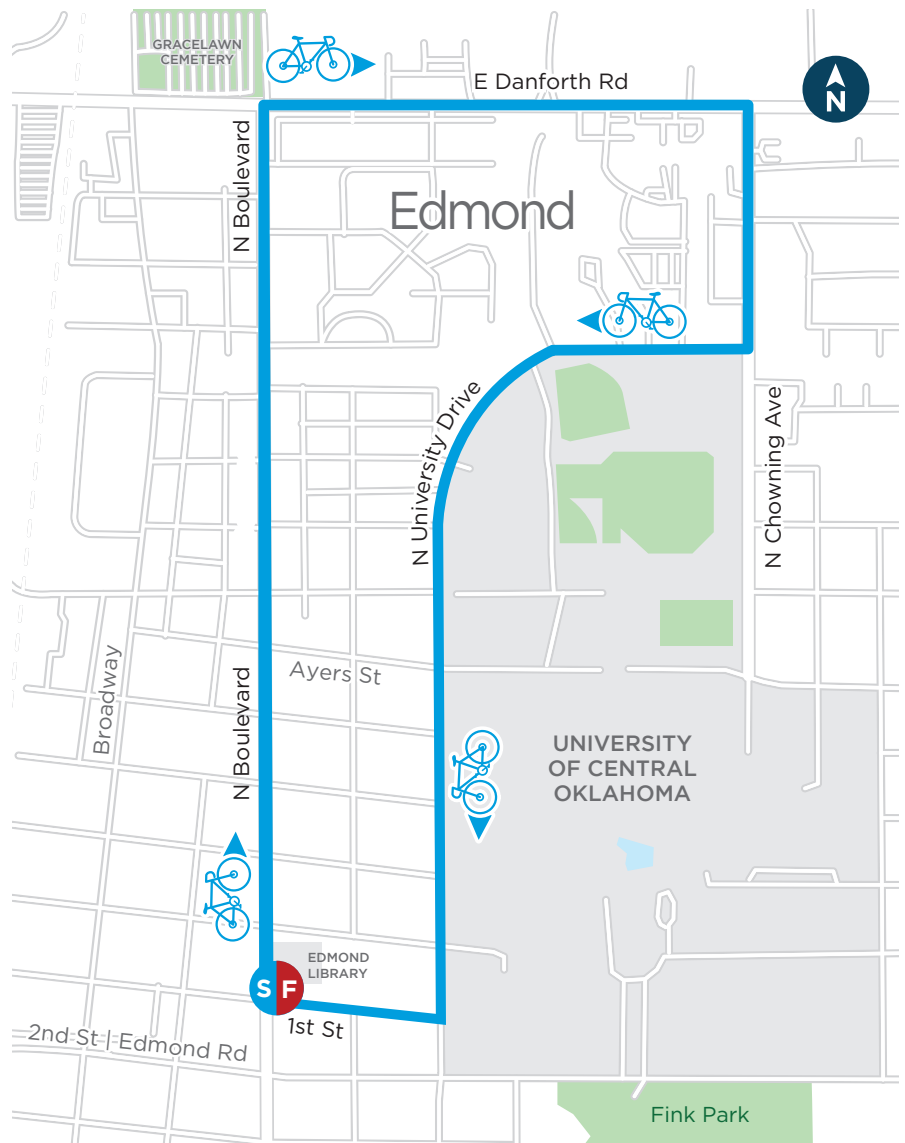 GRACELAWN
CEMETERY
E Danforth Rd
N
N Boulevard
Edmond
N University Drive
N Chowning Ave
Ayers St
Broadway
N Boulevard
UNIVERSITY
OF CENTRAL
OKLAHOMA
EDMOND
LIBRARY
S F
1st St
2nd St | Edmond Rd
Fink Park